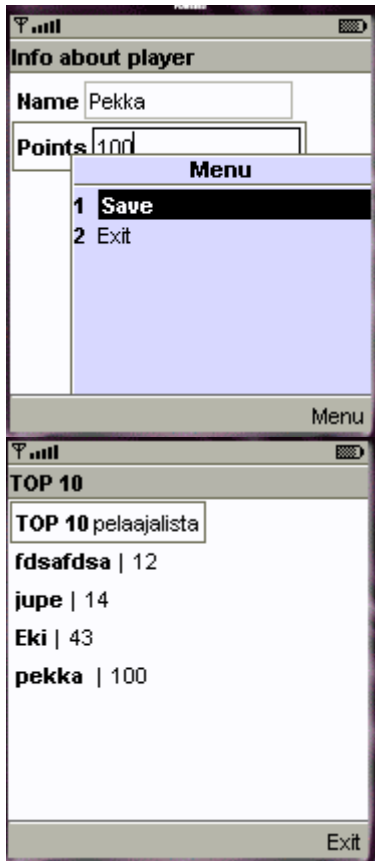 Info about player
Name Pekka
Points 100
Menu
1 Save
2 Exit
Menu
TOP 10
TOP 10 pelaajalista
fdsafdsa | 12
jupe | 14
Eki | 43
pekka | 100
Exit